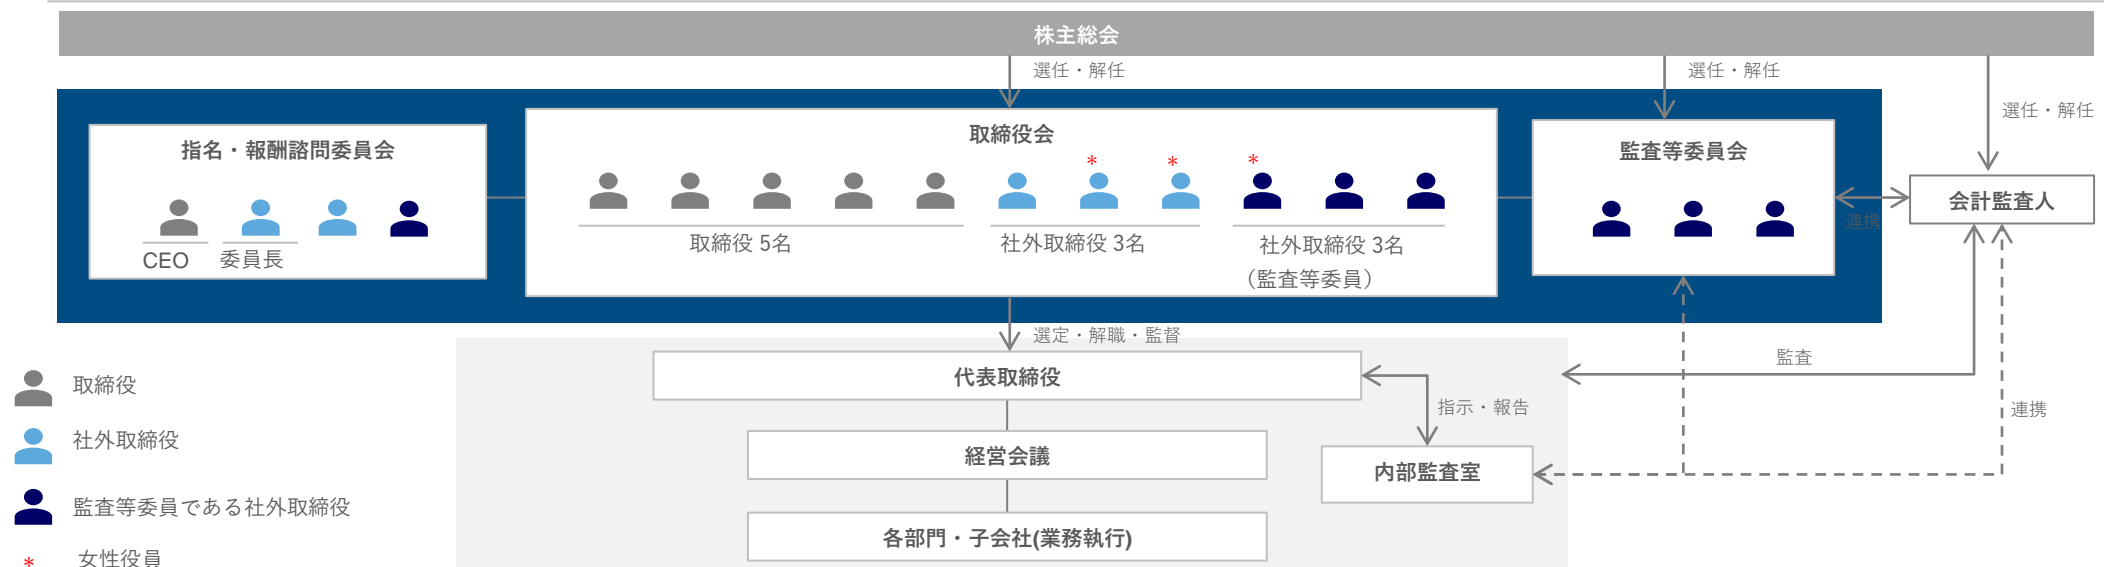 株主総会
選任・解任
選任・解任
選任・解任
指名・報酬諮問委員会
CEO
委員長
取締役会
*
*
*
取締役 5名
社外取締役 3名
社外取締役 3名
（監査等委員）
監査等委員会
連携
会計監査人
選定・解職・監督
代表取締役
監査
指示・報告
連携
経営会議
内部監査室
各部門・子会社(業務執行)
取締役
社外取締役
監査等委員である社外取締役
* 女性役員